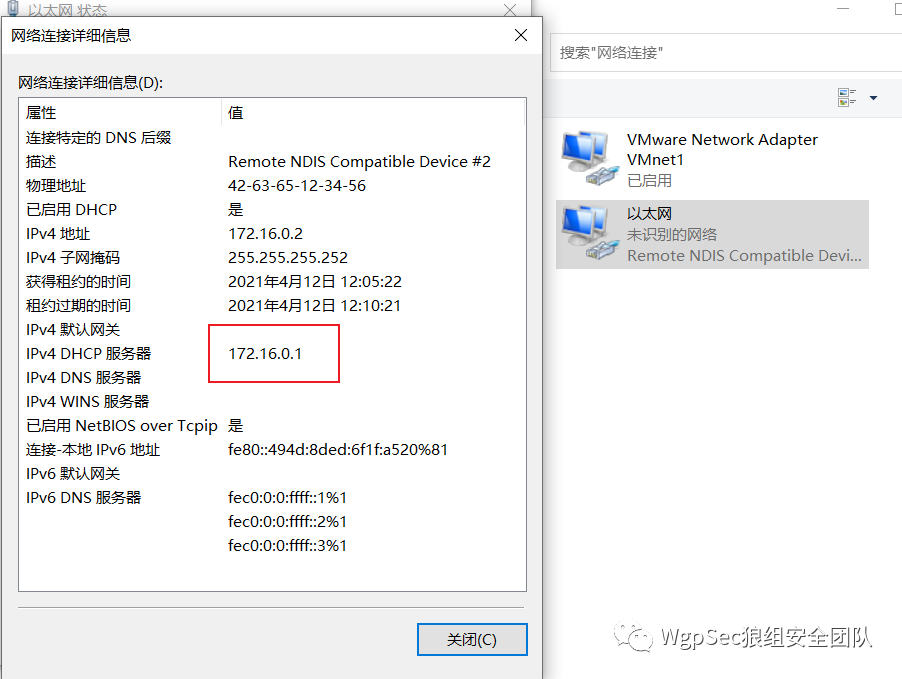 以太网 状态
网络连接详细信息
网络连接详细信息(D):
属性 值
连接特定的 DNS 后缀
描述 Remote NDIS Compatible Device #2
物理地址 42-63-65-12-34-56
已启用 DHCP 是
IPv4 地址 172.16.0.2
IPv4 子网掩码 255.255.255.252
获得租约的时间 2021年4月12日 12:05:22
租约过期的时间 2021年4月12日 12:10:21
IPv4 默认网关
IPv4 DHCP 服务器 172.16.0.1
IPv4 DNS 服务器
IPv4 WINS 服务器
已启用 NetBIOS over Tcpip 是
连接-本地 IPv6 地址 fe80::494d:8ded:6f1f:a520%81
IPv6 默认网关
IPv6 DNS 服务器 fec0:0:0:ffff::1%1
fec0:0:0:ffff::2%1
fec0:0:0:ffff::3%1
关闭(C)
搜索"网络连接"
VMware Network Adapter
VMnet1
已启用
以太网
未识别的网络
Remote NDIS Compatible Devi...
WgpSec狼组安全团队